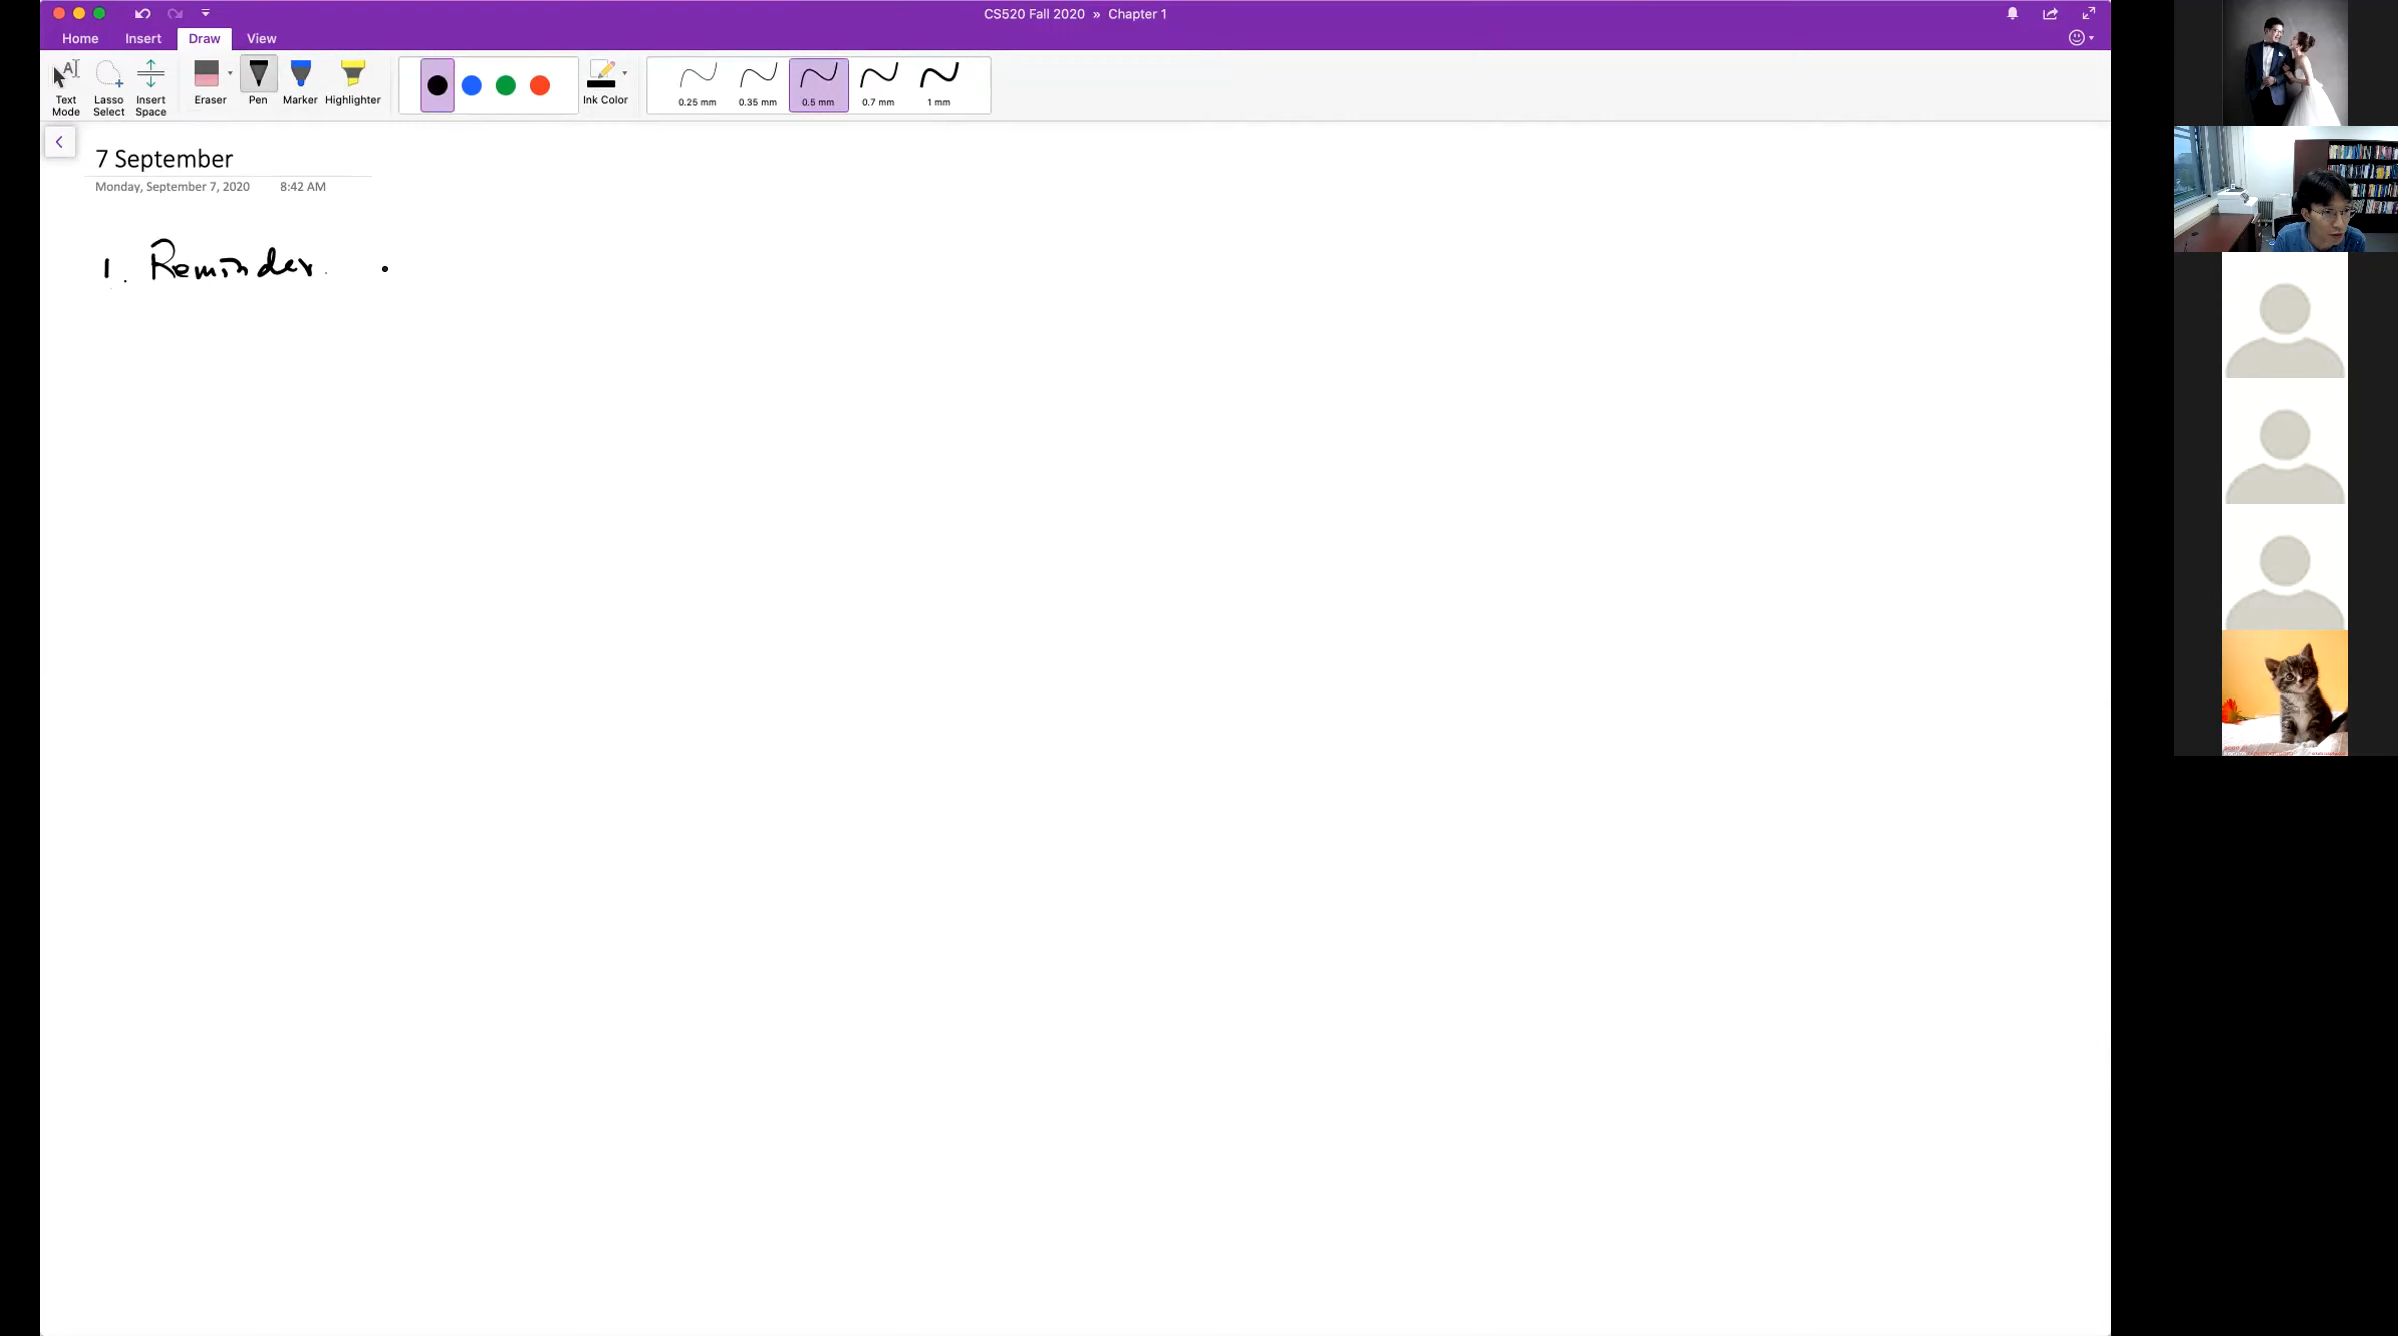 CS520 Fall 2020 » Chapter 1
Home Insert Draw View
Text Mode
Lasso Select
Insert Space
Eraser
Pen
Marker
Highlighter
Ink Color
0.25 mm
0.35 mm
0.5 mm
0.7 mm
1 mm
7 September
Monday, September 7, 2020 8:42 AM
1. Reminder.